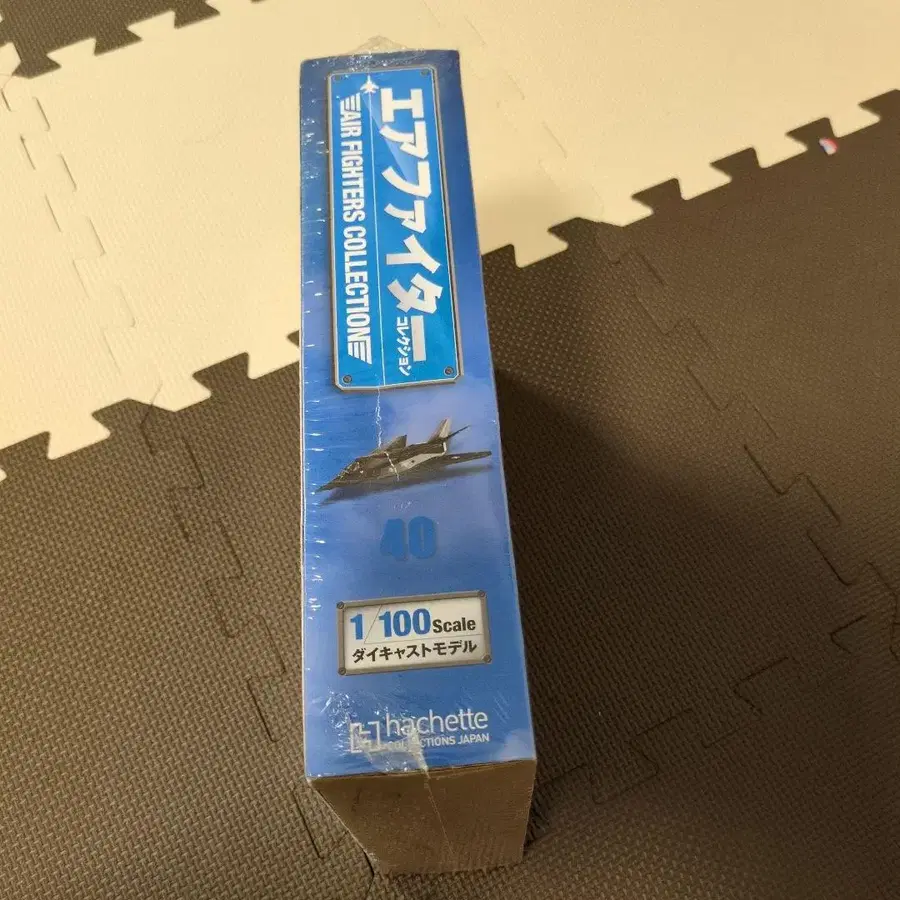 エアファイター
コレクション
AIR FIGHTERS COLLECTION
40
1/100 Scale
ダイキャストモデル
hachette
COLLECTIONS JAPAN